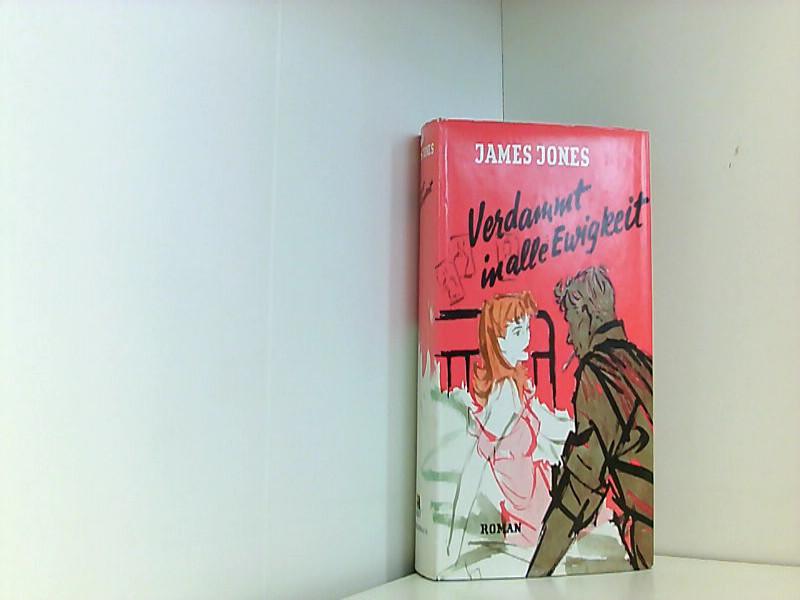 JAMES JONES
Verdammt
in alle Ewigkeit
ROMAN